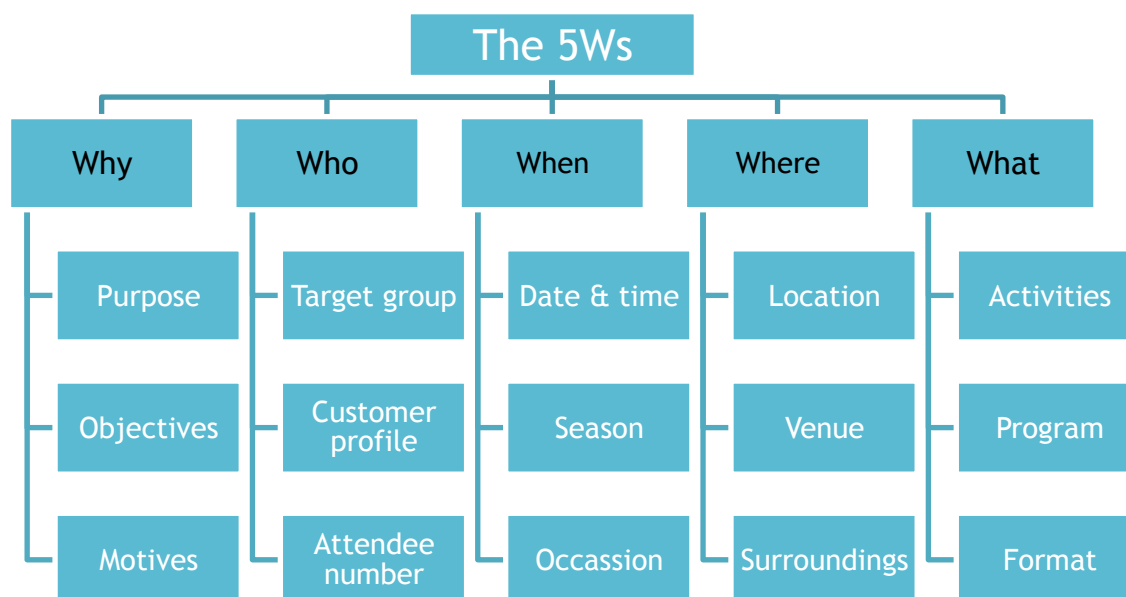 The 5Ws
Why
Who
When
Where
What
Purpose
Target group
Date & time
Location
Activities
Objectives
Customer
profile
Season
Venue
Program
Motives
Attendee
number
Occassion
Surroundings
Format